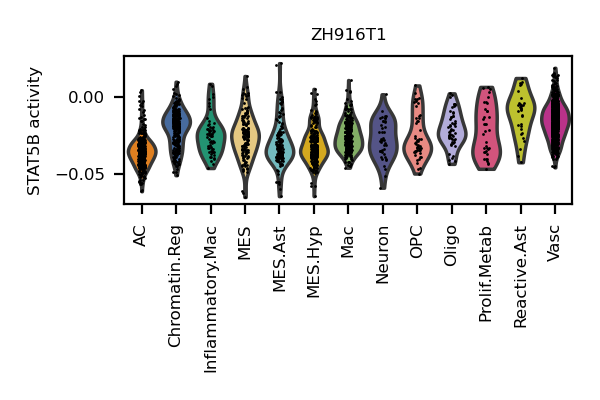 ZH916T1
STAT5B activity
0.00
−0.05
AC
Chromatin.Reg
Inflammatory.Mac
MES
MES.Ast
MES.Hyp
Mac
Neuron
OPC
Oligo
Prolif.Metab
Reactive.Ast
Vasc